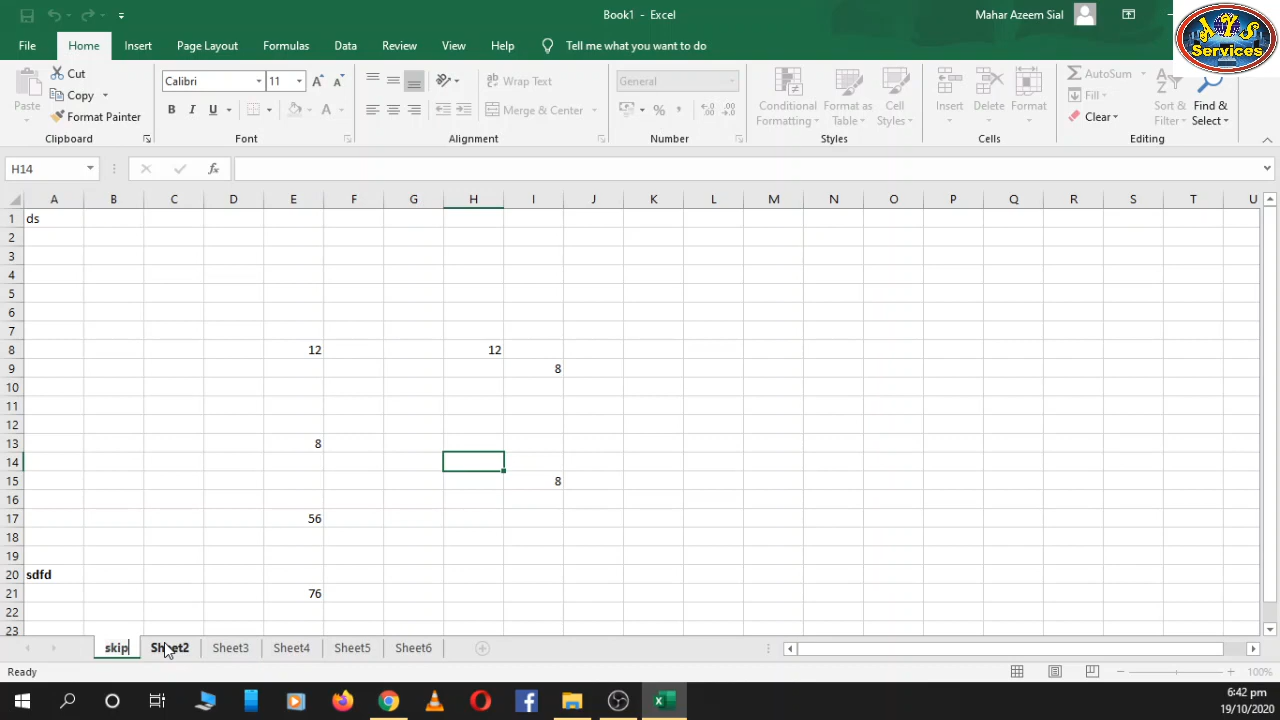 Book1 - Excel
Mahar Azeem Sial
AYS
Services
File Home Insert Page Layout Formulas Data Review View Help Tell me what you want to do
Paste
Cut
Copy
Format Painter
Clipboard
Calibri 11
B I U
Font
Wrap Text
Merge & Center
Alignment
General
Number
Conditional
Formatting
Format as
Table
Cell
Styles
Styles
Insert Delete Format
Cells
AutoSum
Fill
Clear
Sort &
Filter
Find &
Select
Editing
H14
fx
A B C D E F G H I J K L M N O P Q R S T U
1 ds
2
3
4
5
6
7
8 12 12
9 8
10
11
12
13 8
14
15 8
16
17 56
18
19
20 sdfd
21 76
22
23
skip Sheet2 Sheet3 Sheet4 Sheet5 Sheet6
Ready
100%
6:42 pm
19/10/2020